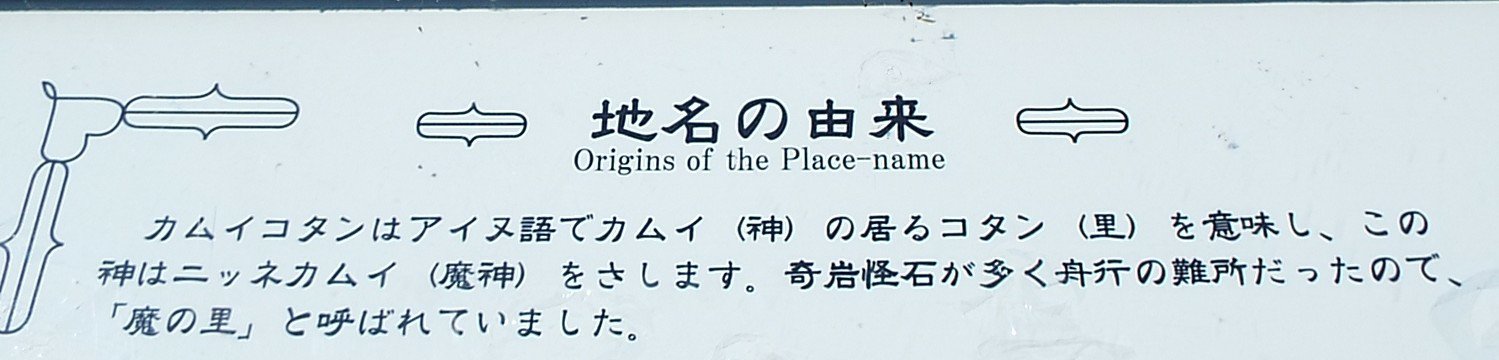 地名の由来
Origins of the Place-name
カムイコタンはアイヌ語でカムイ（神）の居るコタン（里）を意味し、この
神はニッネカムイ（魔神）をさします。奇岩怪石が多く舟行の難所だったので、
「魔の里」と呼ばれていました。